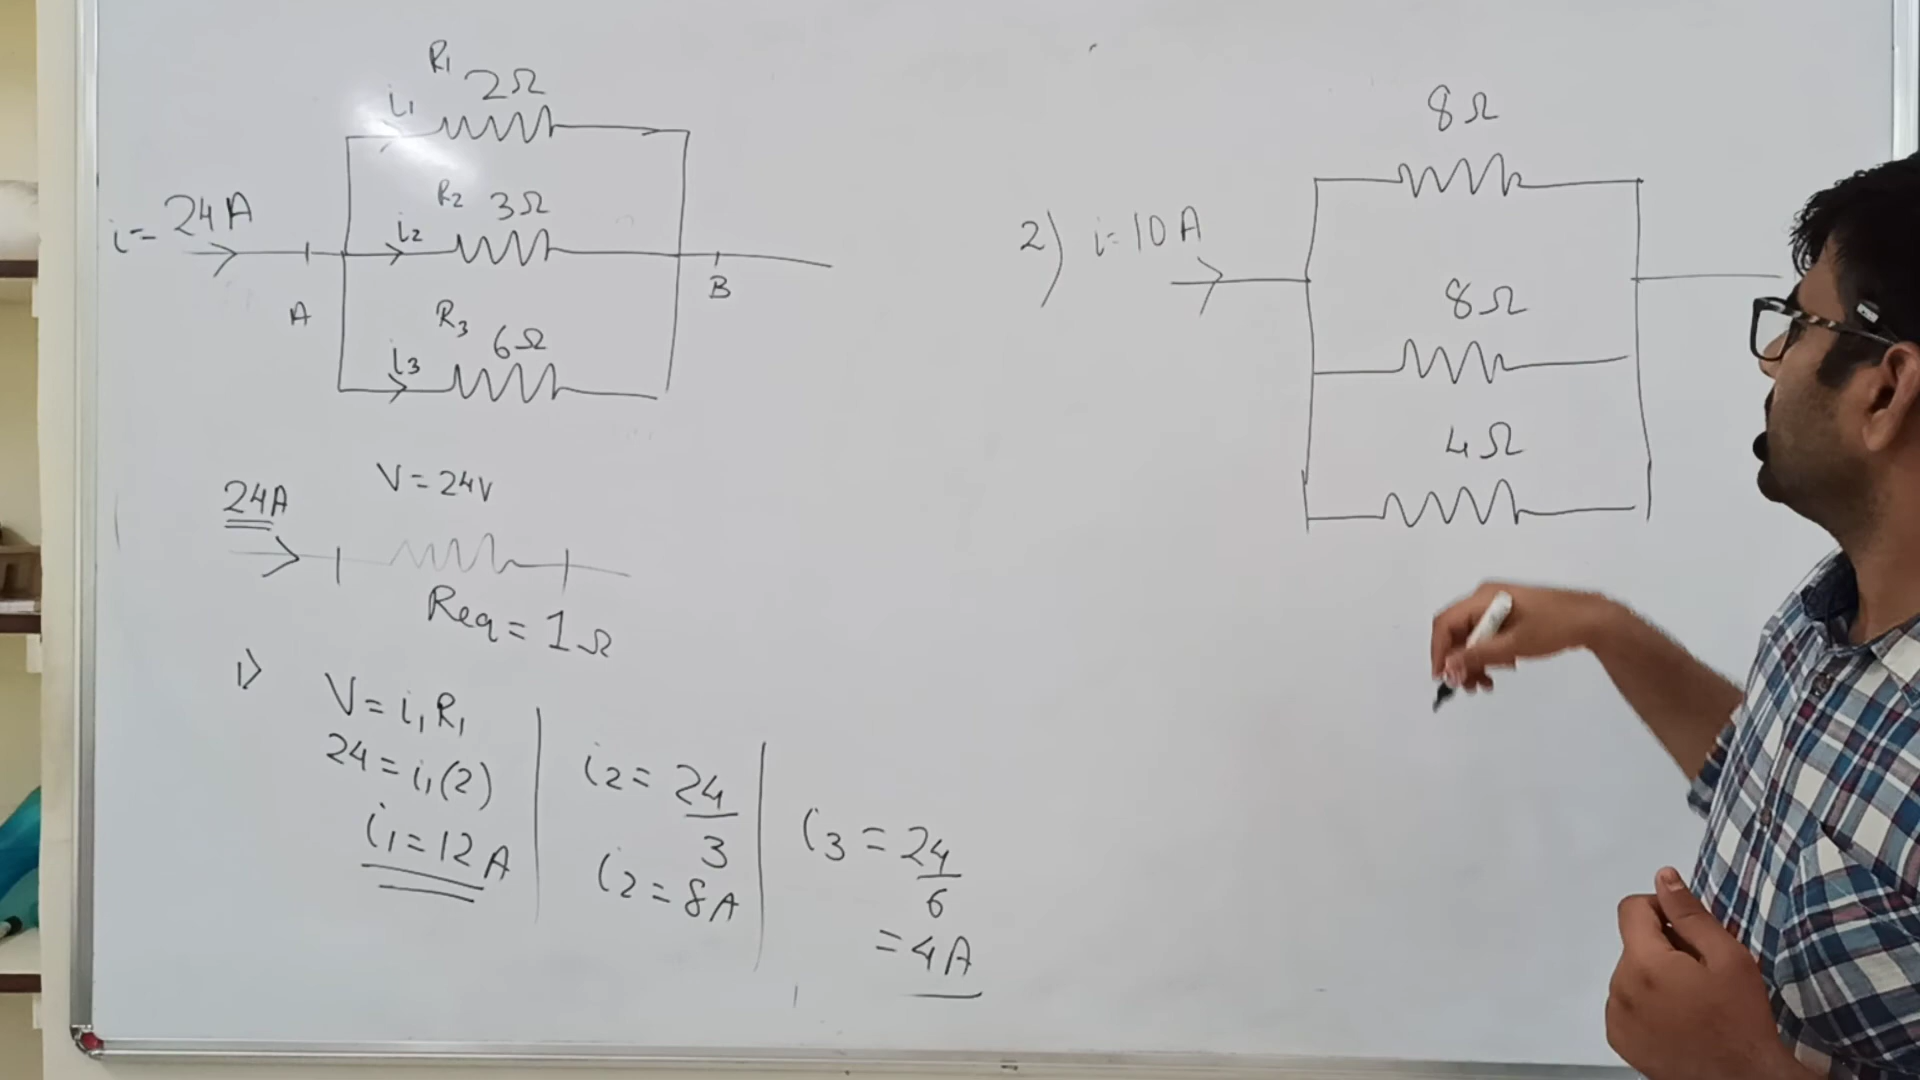 R1
2Ω
i1
i= 24A
R2 3Ω
i2
A
B
R3 6Ω
i3
V=24V
24A
Req = 1Ω
1)
V= i1R1
24= i1(2)
i1=12A
i2= 24
3
i2= 8A
i3 = 24
6
= 4A
2) i=10A
8Ω
8Ω
4Ω